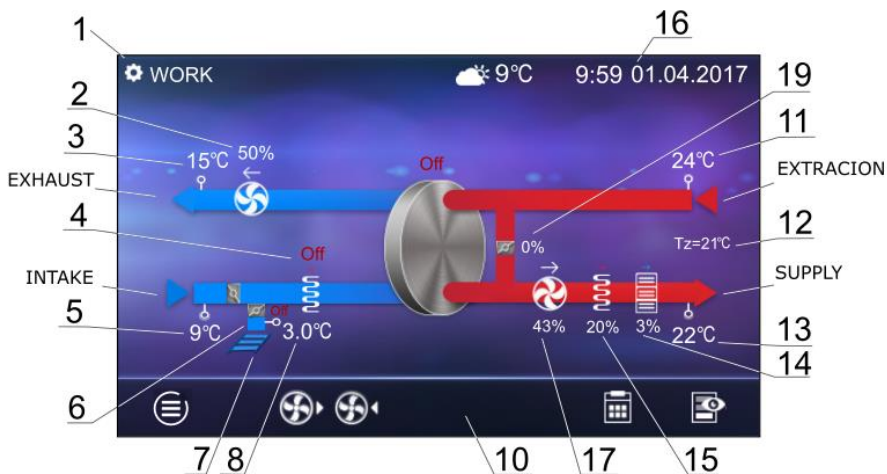 1
16
WORK
9°C
9:59 01.04.2017
19
2
50%
3
15°C
Off
24°C
11
EXHAUST
EXTRACION
4
12
Off
0%
Tz=21°C
INTAKE
SUPPLY
5
9°C
Off
3.0°C
43%
20%
3%
22°C
13
6
14
7
8
10
17
15